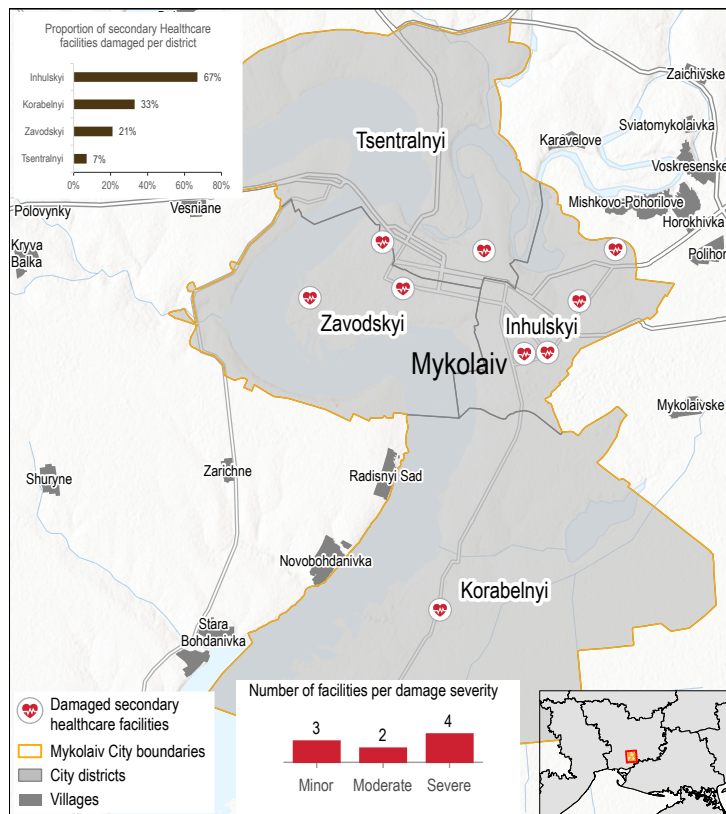 Proportion of secondary Healthcare
facilities damaged per district
Inhulskyi
67%
Korabelnyi
33%
Zavodskyi
21%
Tsentralnyi
7%
0%
20%
40%
60%
80%
Zaichivske
Sviatomykolaivka
Karavelove
Voskresenske
Tsentralnyi
Mishkovo-Pohorilove
Horokhivka
Polovynky
Vesniane
Kryva
Balka
Polihon
Zavodskyi
Inhulskyi
Mykolaiv
Mykolaivske
Shuryne
Zarichne
Radisnyi Sad
Novobohdanivka
Korabelnyi
Stara
Bohdanivka
Damaged secondary
healthcare facilities
Mykolaiv City boundaries
City districts
Villages
Number of facilities per damage severity
3
2
4
Minor
Moderate
Severe